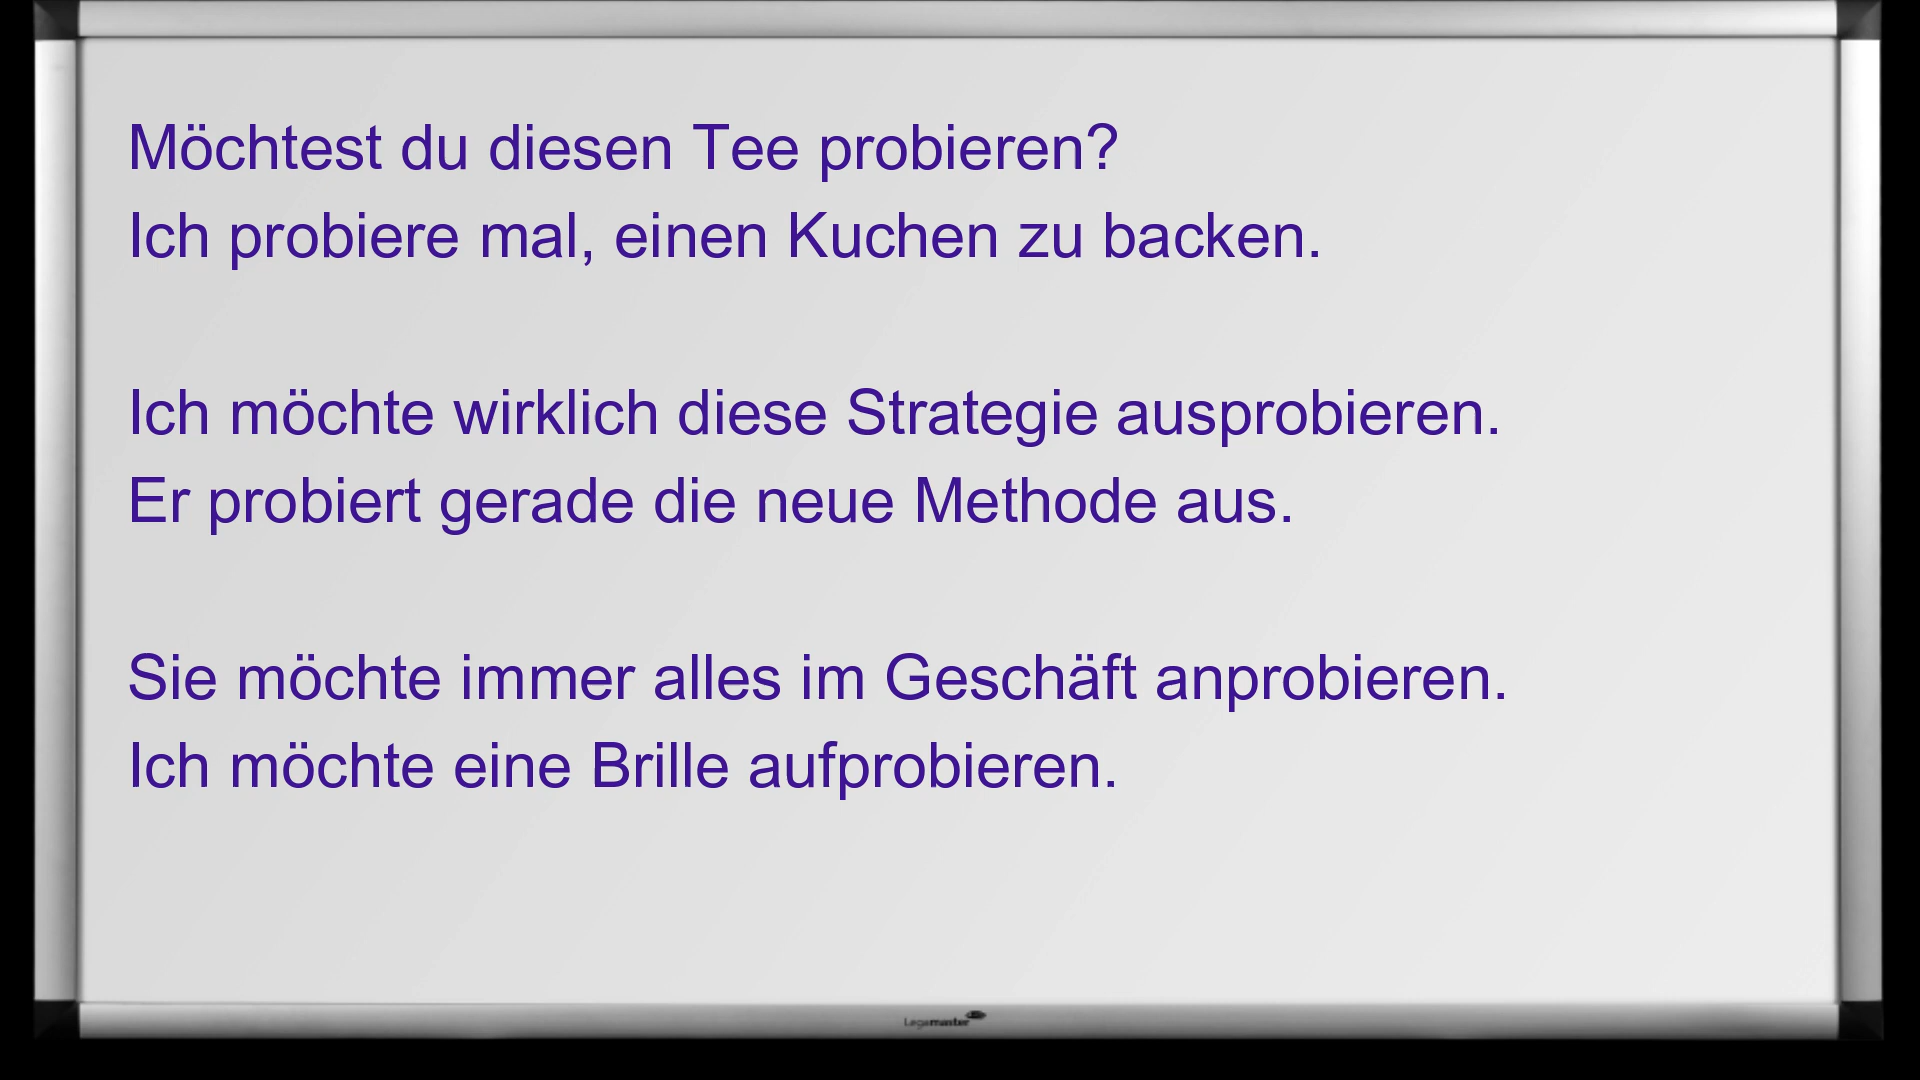 Möchtest du diesen Tee probieren?
Ich probiere mal, einen Kuchen zu backen.
Ich möchte wirklich diese Strategie ausprobieren.
Er probiert gerade die neue Methode aus.
Sie möchte immer alles im Geschäft anprobieren.
Ich möchte eine Brille aufprobieren.
Legamaster